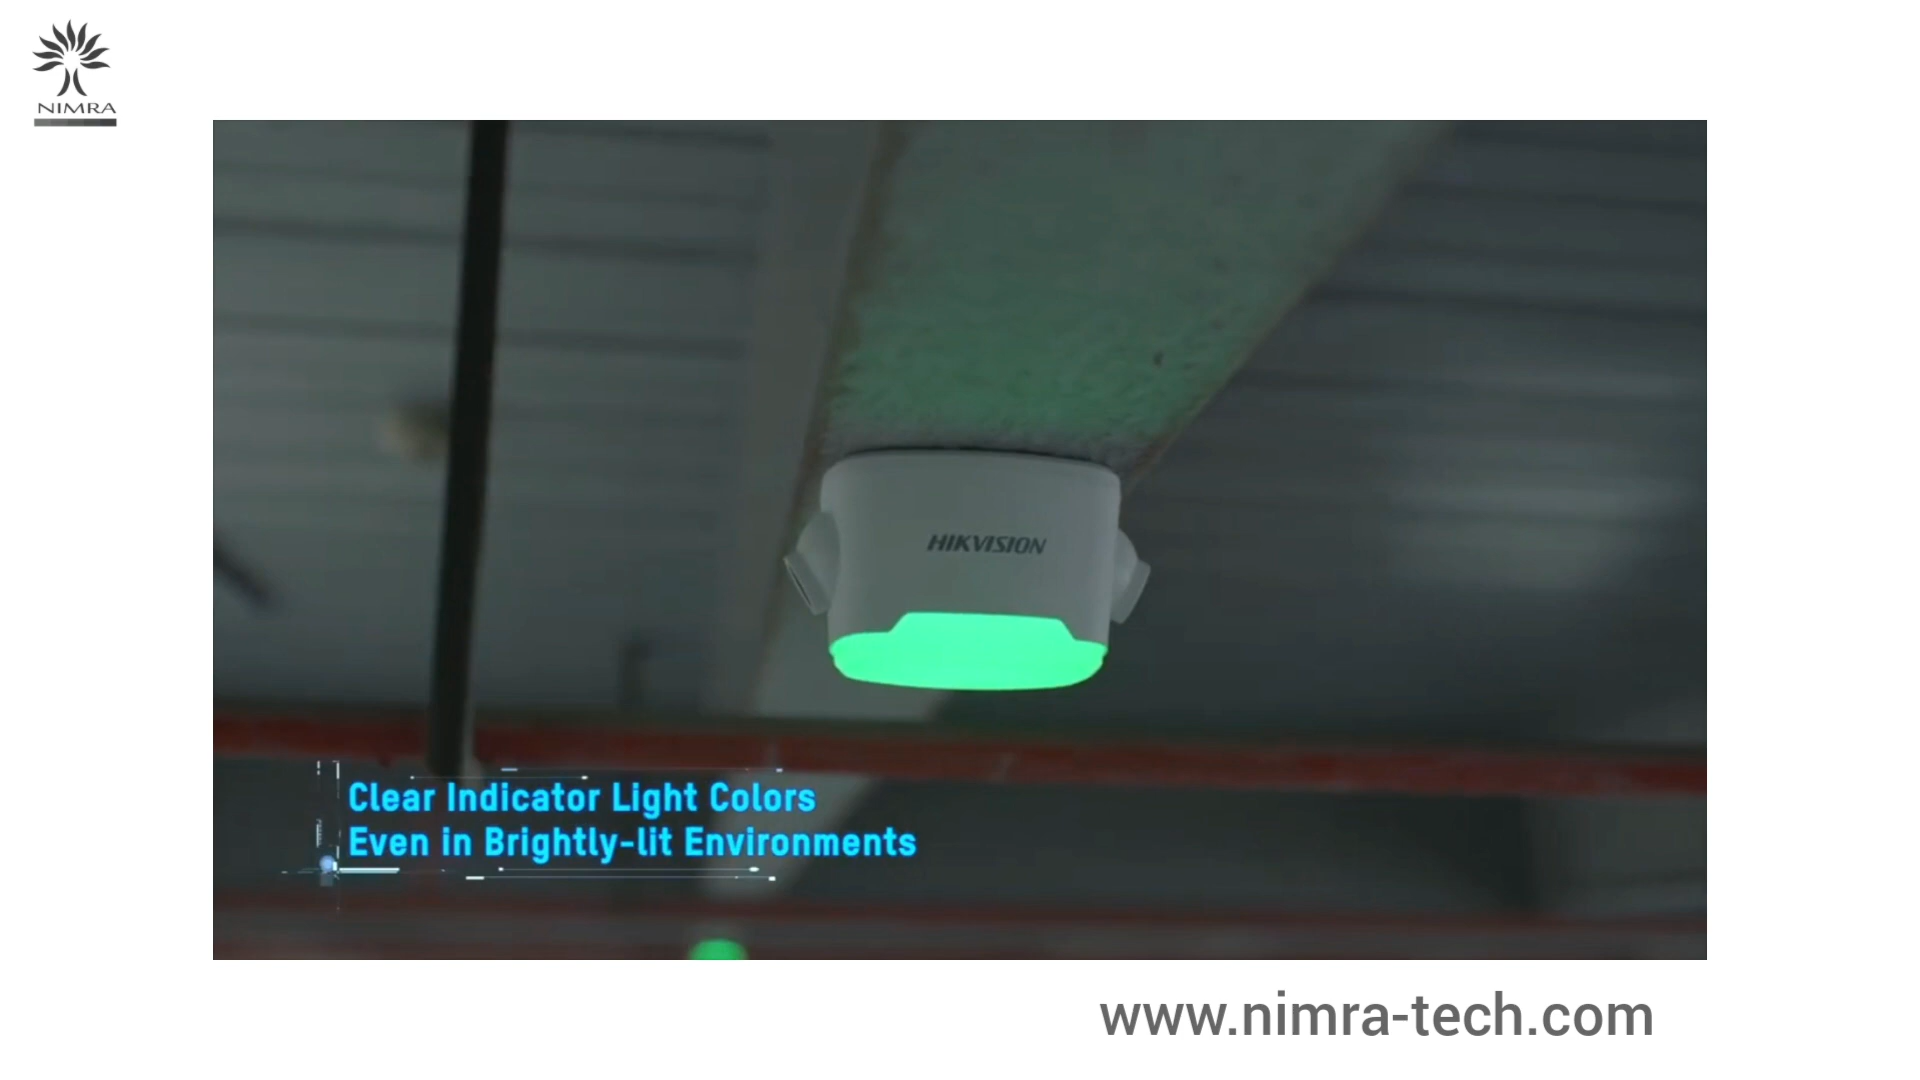 NIMRA
HIKVISION
Clear Indicator Light Colors
Even in Brightly-lit Environments
www.nimra-tech.com